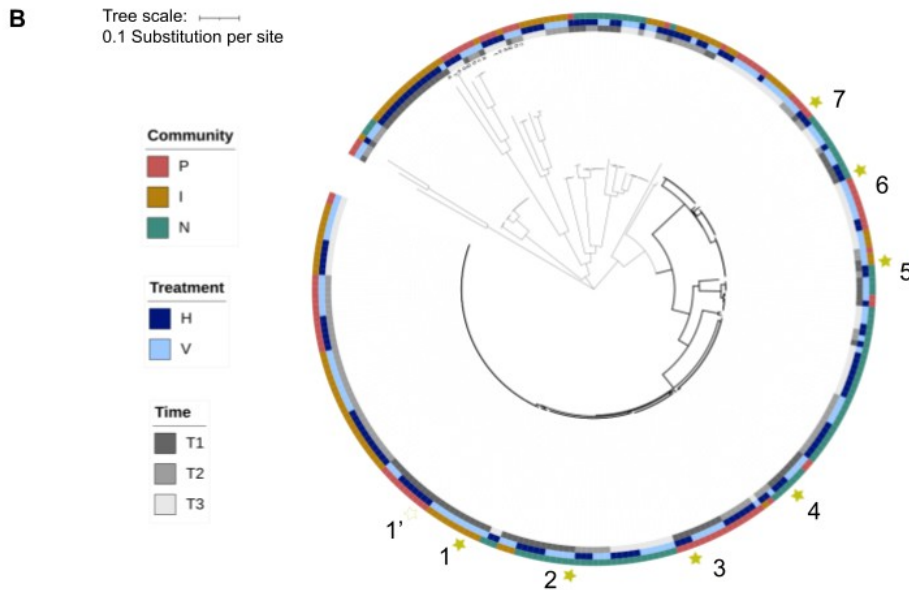 B
Tree scale:
0.1 Substitution per site
Community
P
I
N
Treatment
H
V
Time
T1
T2
T3
7
6
5
4
3
2
1
1'